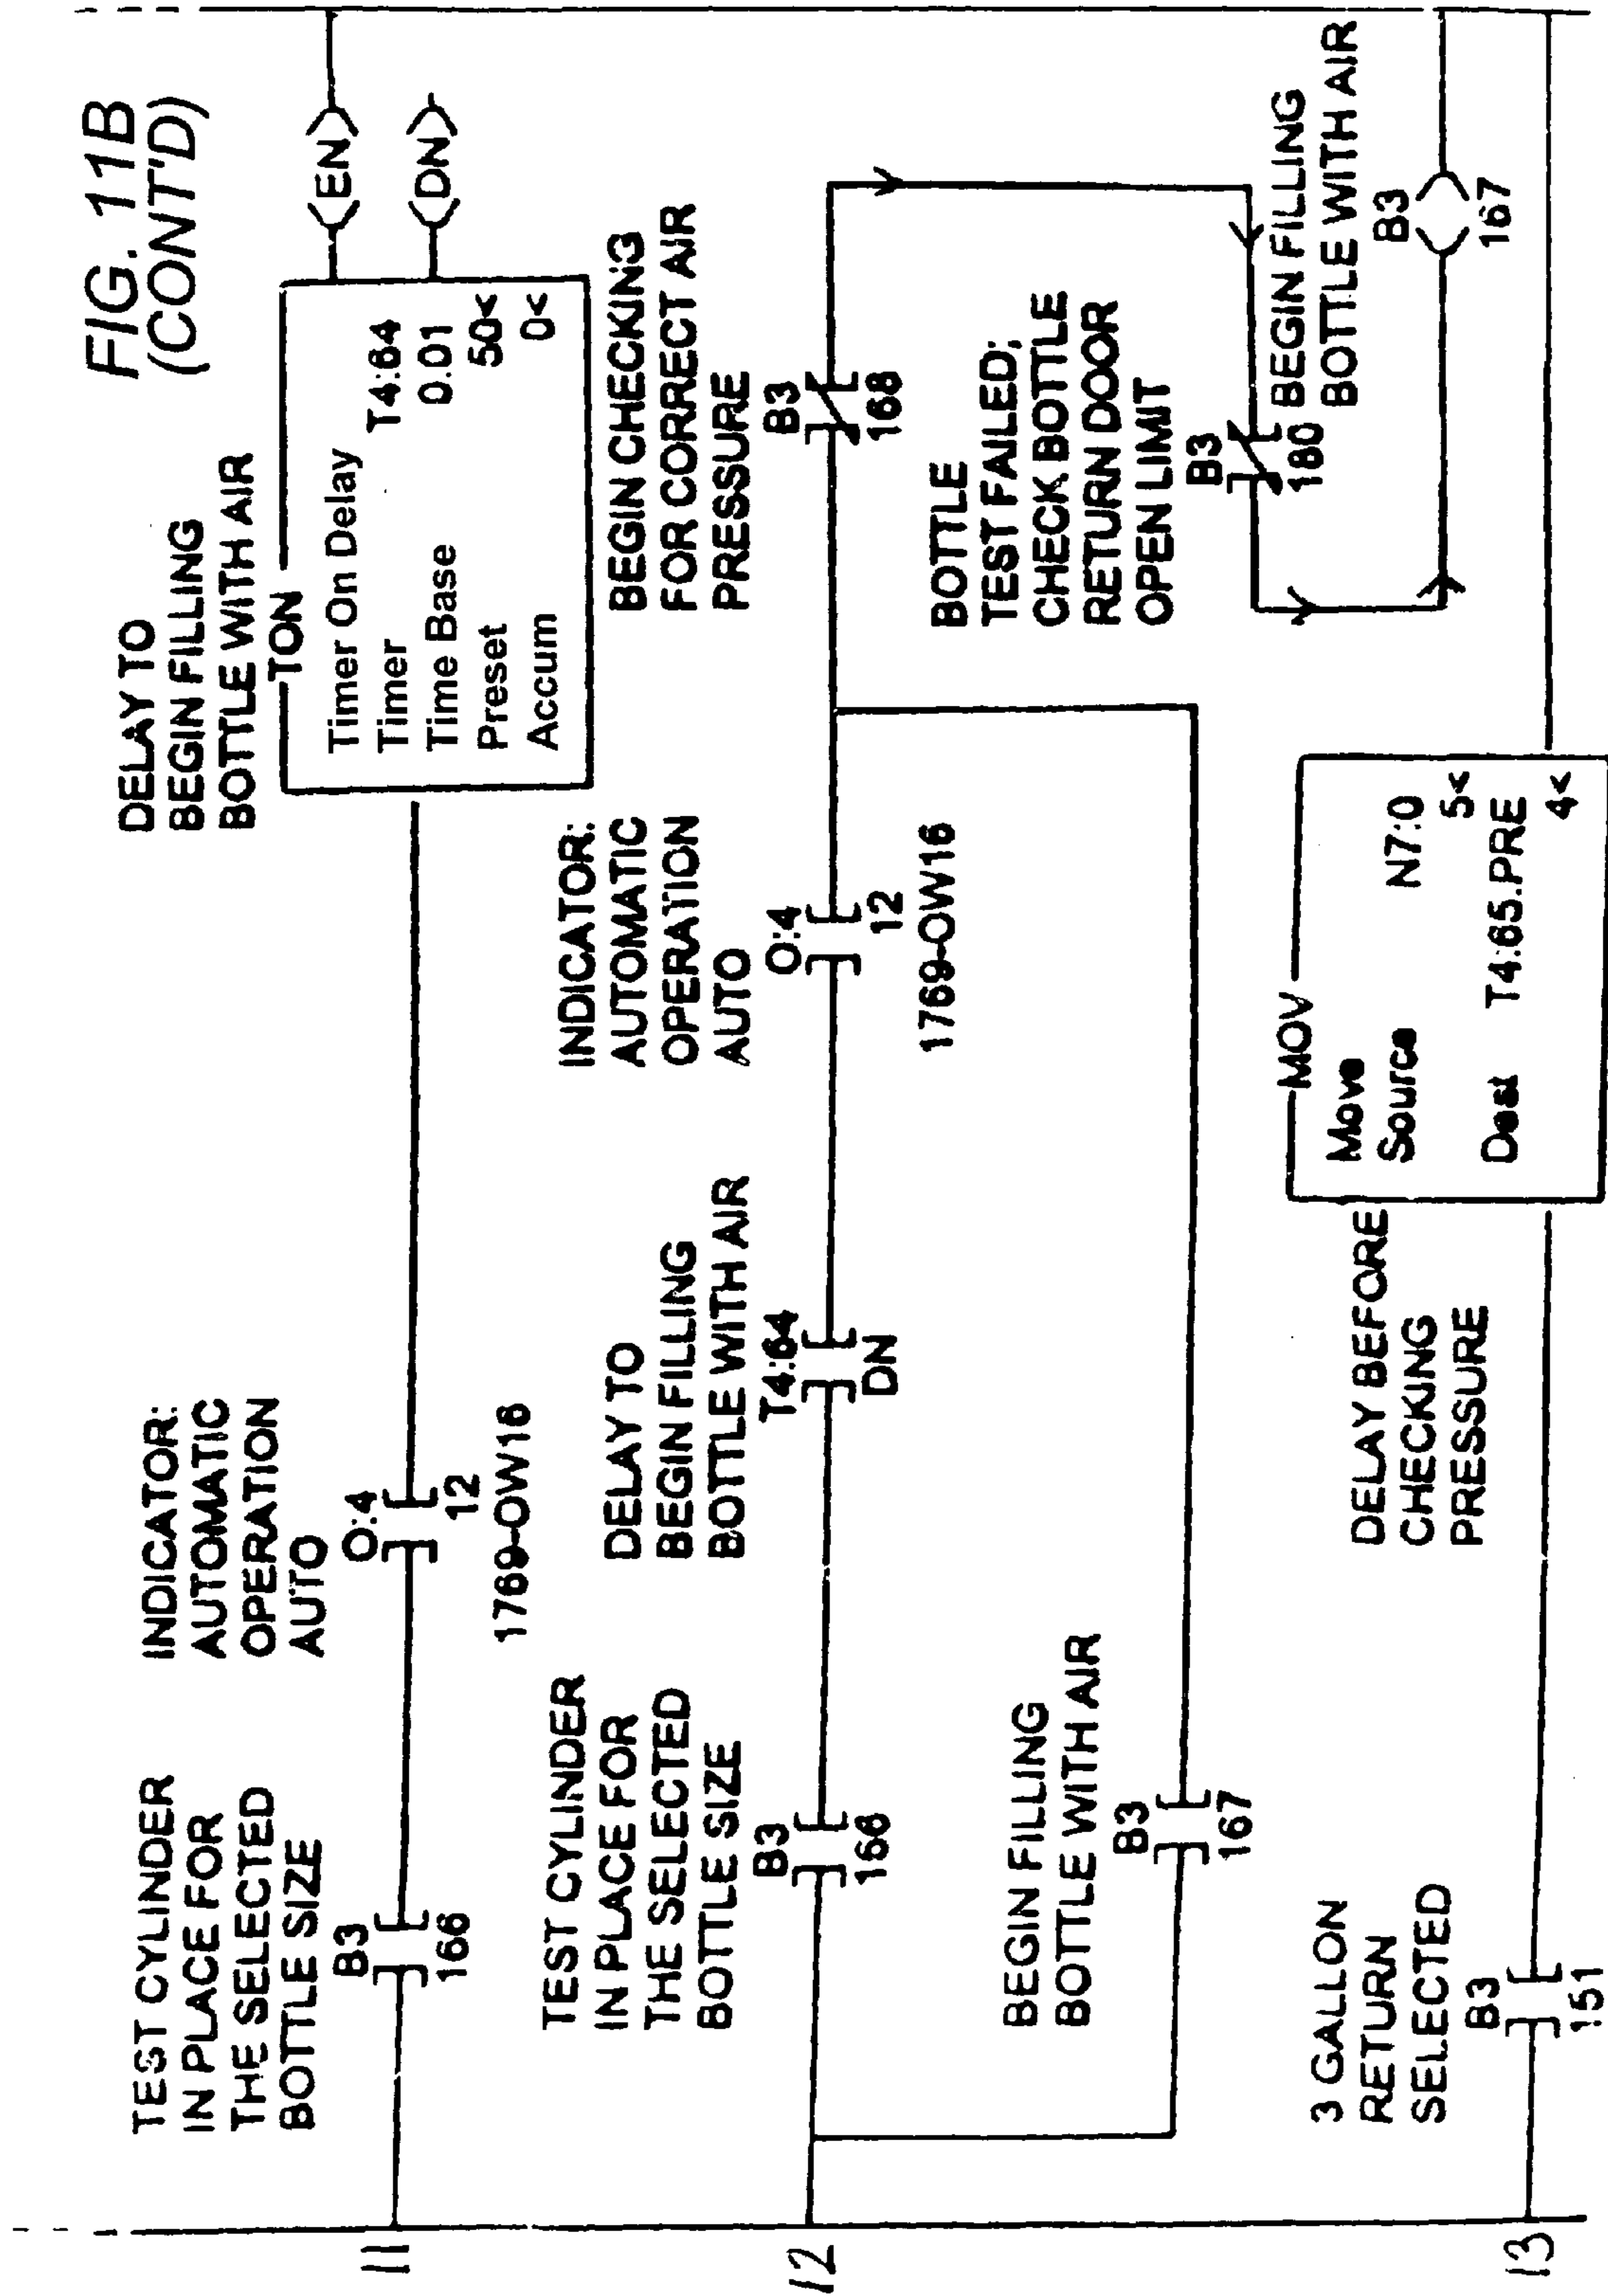 FIG. 11B
(CONT'D)
11
TEST CYLINDER
IN PLACE FOR
THE SELECTED
BOTTLE SIZE
B3
166
INDICATOR:
AUTOMATIC
OPERATION
AUTO
O:4
12
1769-OW16
DELAY TO
BEGIN FILLING
BOTTLE WITH AIR
TON
Timer On Delay
Timer T4:64
Time Base 0.01
Preset 50<
Accum 0<
EN
DN
12
TEST CYLINDER
IN PLACE FOR
THE SELECTED
BOTTLE SIZE
B3
166
DELAY TO
BEGIN FILLING
BOTTLE WITH AIR
T4:64
DN
INDICATOR:
AUTOMATIC
OPERATION
AUTO
O:4
12
1769-OW16
BEGIN CHECKING
FOR CORRECT AIR
PRESSURE
B3
168
BEGIN FILLING
BOTTLE WITH AIR
B3
167
BOTTLE
TEST FAILED;
CHECK BOTTLE
RETURN DOOR
OPEN LIMIT
B3
180
BEGIN FILLING
BOTTLE WITH AIR
B3
167
13
3 GALLON
RETURN
SELECTED
B3
151
DELAY BEFORE
CHECKING
PRESSURE
MOV
Move
Source N7:0
5<
Dest T4:65.PRE
4<